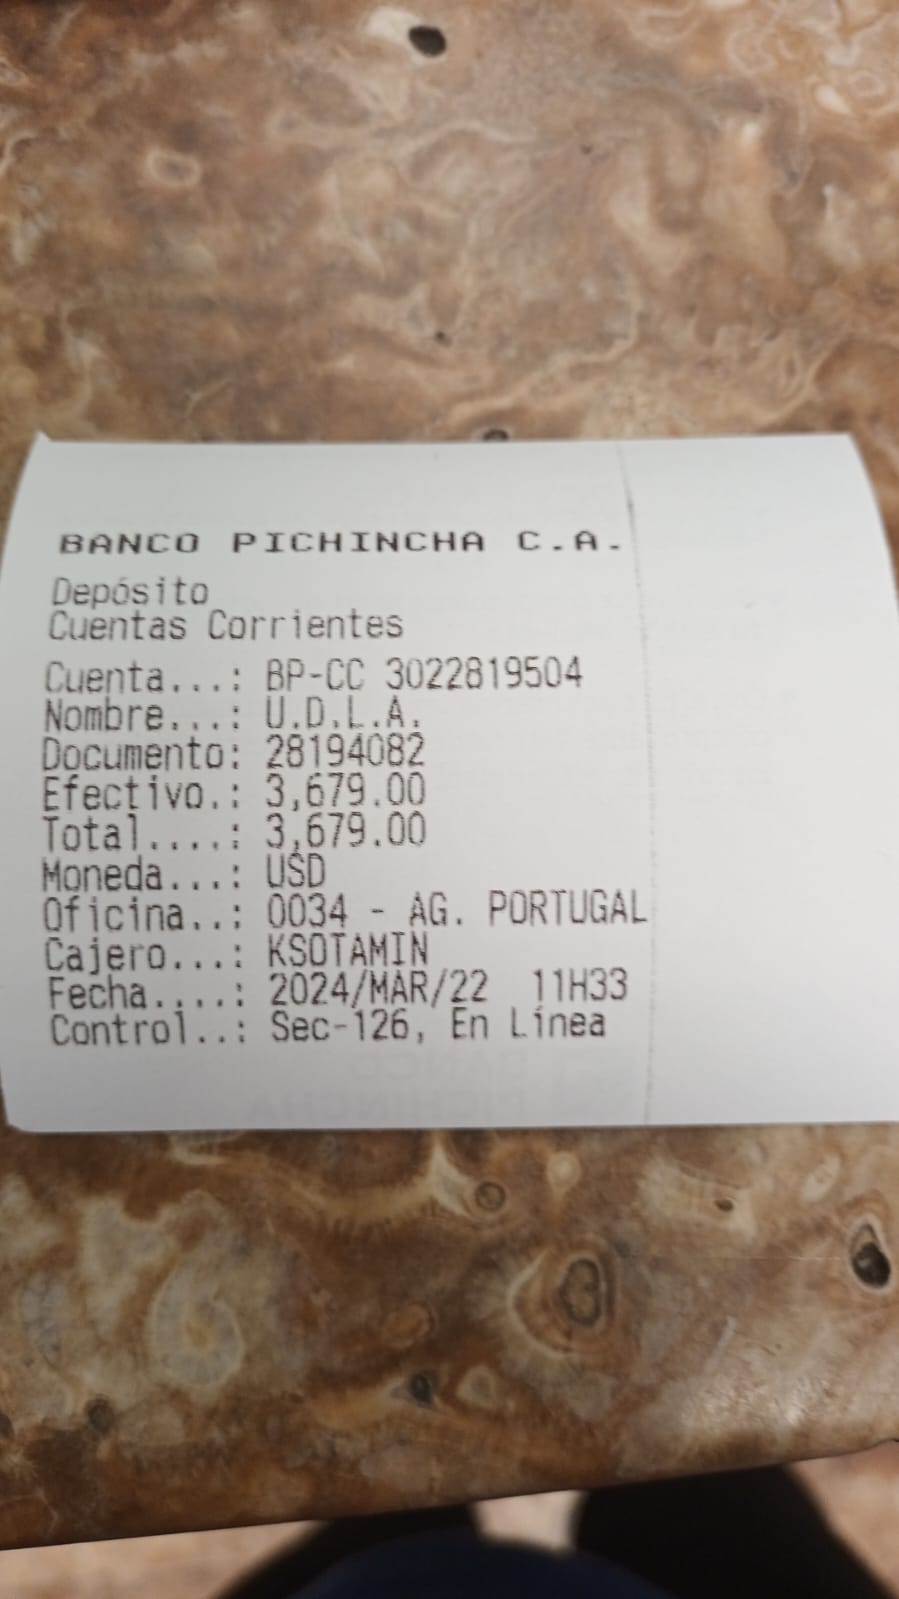 BANCO PICHINCHA C.A.
Depósito
Cuentas Corrientes
Cuenta...: BP-CC 3022819504
Nombre...: U.D.L.A.
Documento: 28194082
Efectivo.: 3,679.00
Total....: 3,679.00
Moneda...: USD
Oficina..: 0034 - AG. PORTUGAL
Cajero...: KSOTAMIN
Fecha....: 2024/MAR/22  11H33
Control..: Sec-126, En Línea